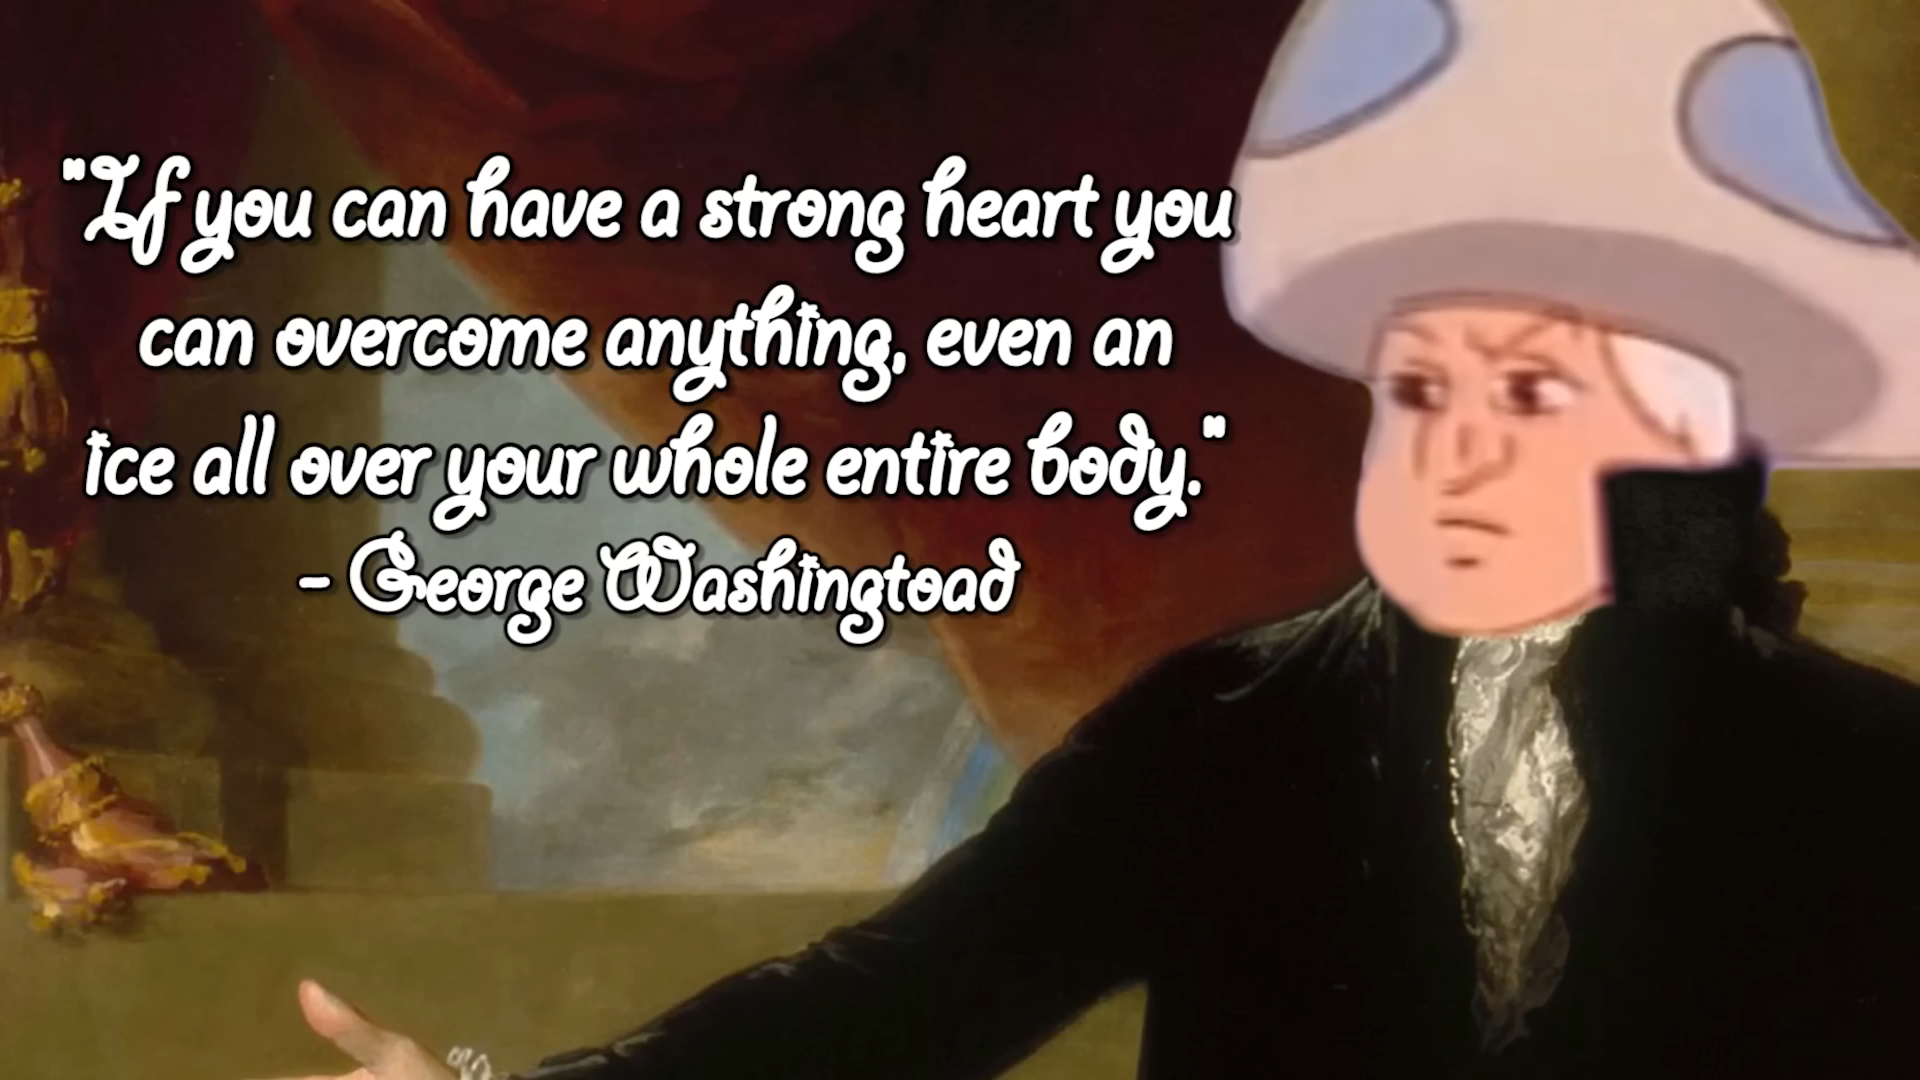 "If you can have a strong heart you
can overcome anything, even an
ice all over your whole entire body."
- George Washingtoad